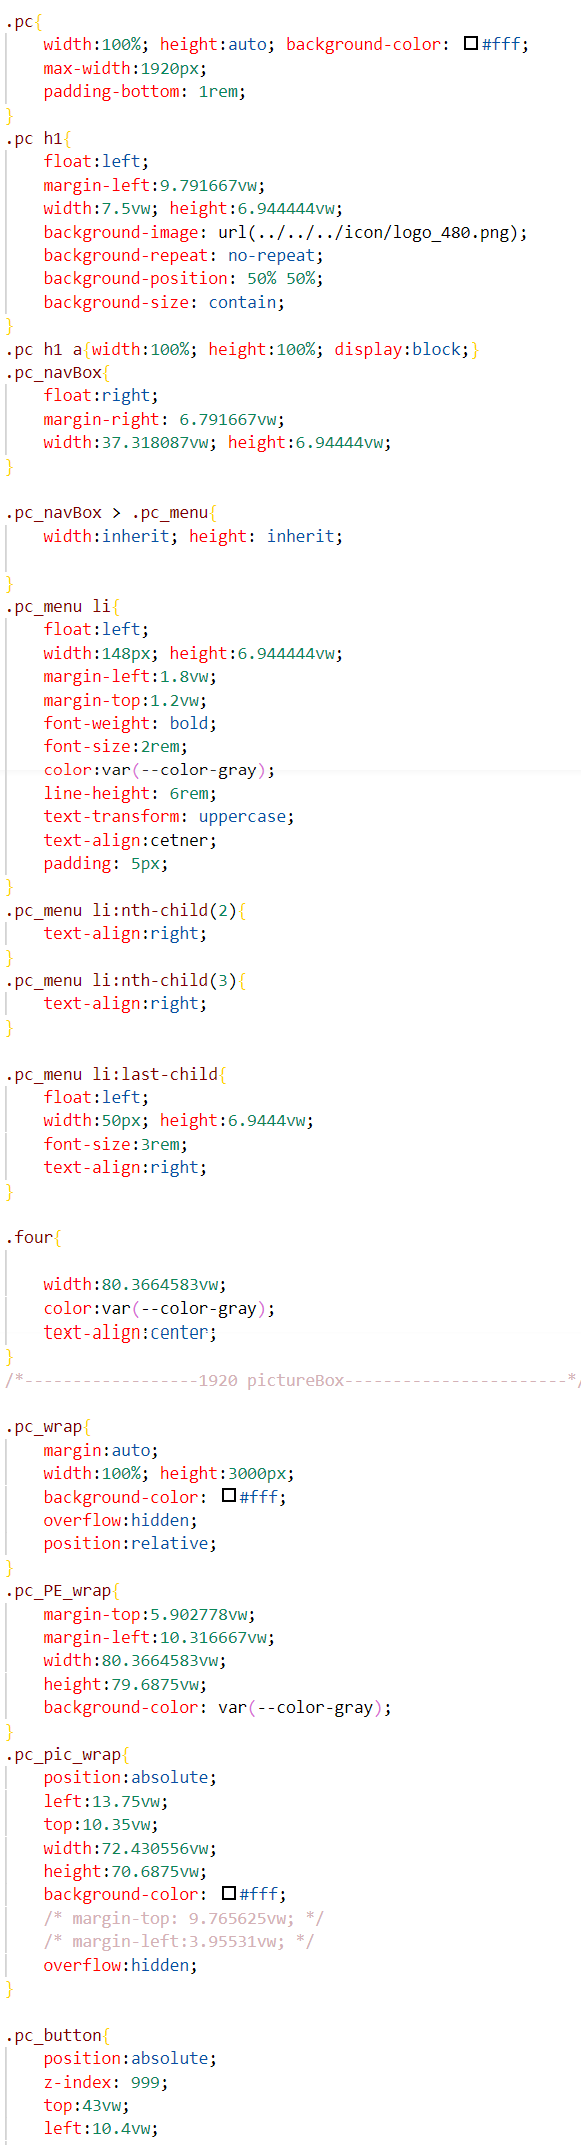 .pc{
width:100%; height:auto; background-color: #fff;
max-width:1920px;
padding-bottom: 1rem;
}
.pc h1{
float:left;
margin-left:9.791667vw;
width:7.5vw; height:6.944444vw;
background-image: url(../../../icon/logo_480.png);
background-repeat: no-repeat;
background-position: 50% 50%;
background-size: contain;
}
.pc h1 a{width:100%; height:100%; display:block;}
.pc_navBox{
float:right;
margin-right: 6.791667vw;
width:37.318087vw; height:6.94444vw;
}
.pc_navBox > .pc_menu{
width:inherit; height: inherit;
}
.pc_menu li{
float:left;
width:148px; height:6.944444vw;
margin-left:1.8vw;
margin-top:1.2vw;
font-weight: bold;
font-size:2rem;
color:var(--color-gray);
line-height: 6rem;
text-transform: uppercase;
text-align:cetner;
padding: 5px;
}
.pc_menu li:nth-child(2){
text-align:right;
}
.pc_menu li:nth-child(3){
text-align:right;
}
.pc_menu li:last-child{
float:left;
width:50px; height:6.9444vw;
font-size:3rem;
text-align:right;
}
.four{
width:80.3664583vw;
color:var(--color-gray);
text-align:center;
}
/*------------------1920 pictureBox-----------------------*/
.pc_wrap{
margin:auto;
width:100%; height:3000px;
background-color: #fff;
overflow:hidden;
position:relative;
}
.pc_PE_wrap{
margin-top:5.902778vw;
margin-left:10.316667vw;
width:80.3664583vw;
height:79.6875vw;
background-color: var(--color-gray);
}
.pc_pic_wrap{
position:absolute;
left:13.75vw;
top:10.35vw;
width:72.430556vw;
height:70.6875vw;
background-color: #fff;
/* margin-top: 9.765625vw; */
/* margin-left:3.95531vw; */
overflow:hidden;
}
.pc_button{
position:absolute;
z-index: 999;
top:43vw;
left:10.4vw;